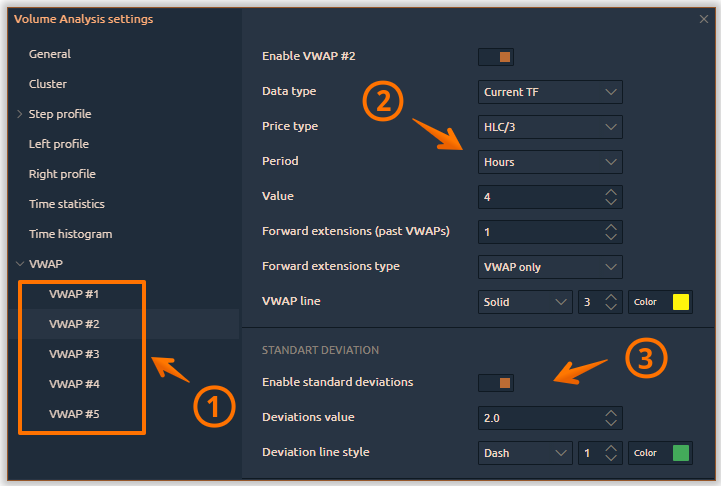 Volume Analysis settings
General
Cluster
Step profile
Left profile
Right profile
Time statistics
Time histogram
VWAP
VWAP #1
VWAP #2
VWAP #3
VWAP #4
VWAP #5
1
Enable VWAP #2
Data type Current TF
2
Price type HLC/3
Period Hours
Value 4
Forward extensions (past VWAPs) 1
Forward extensions type VWAP only
VWAP line Solid 3 Color
STANDART DEVIATION
3
Enable standard deviations
Deviations value 2.0
Deviation line style Dash 1 Color